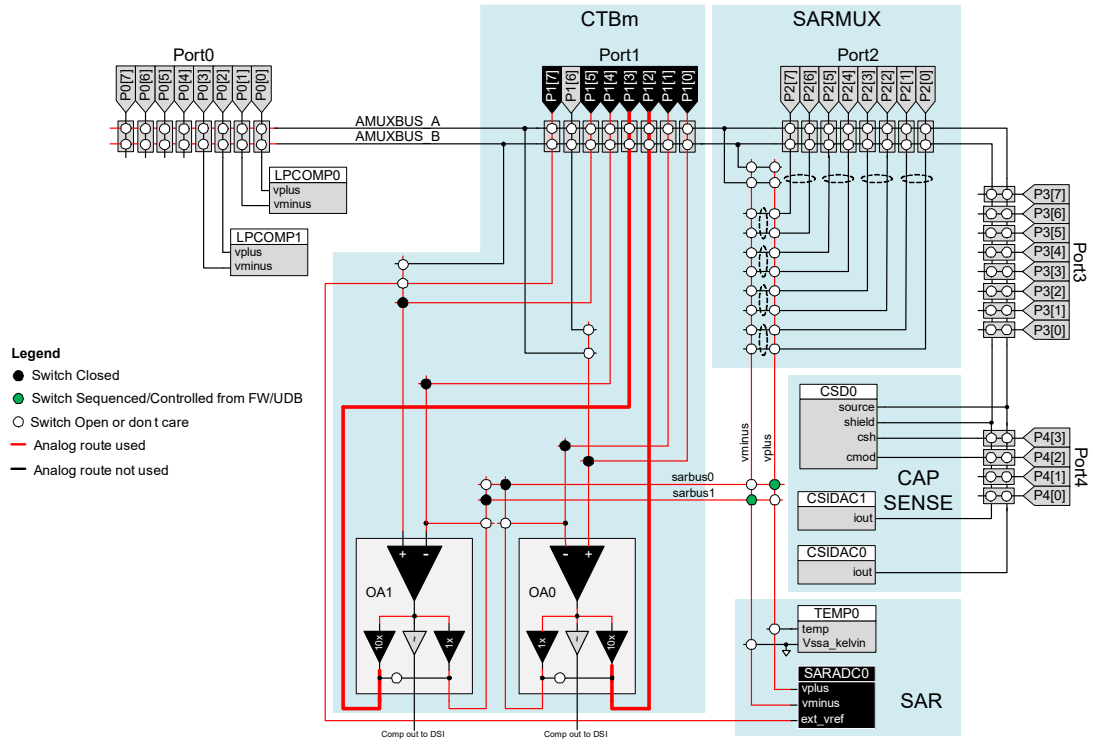 CTBm
SARMUX
Port0
Port1
Port2
P0[7]
P0[6]
P0[5]
P0[4]
P0[3]
P0[2]
P0[1]
P0[0]
P1[7]
P1[6]
P1[5]
P1[4]
P1[3]
P1[2]
P1[1]
P1[0]
P2[7]
P2[6]
P2[5]
P2[4]
P2[3]
P2[2]
P2[1]
P2[0]
AMUXBUS_A
AMUXBUS_B
LPCOMP0
vplus
vminus
LPCOMP1
vplus
vminus
P3[7]
P3[6]
P3[5]
P3[4]
P3[3]
P3[2]
P3[1]
P3[0]
Port3
Legend
Switch Closed
Switch Sequenced/Controlled from FW/UDB
Switch Open or don t care
Analog route used
Analog route not used
vminus
vplus
CSD0
source
shield
csh
cmod
CAP
SENSE
P4[3]
P4[2]
P4[1]
P4[0]
Port4
sarbus0
sarbus1
CSIDAC1
iout
CSIDAC0
iout
+
-
OA1
10x
~
1x
-
+
OA0
1x
~
10x
TEMP0
temp
Vssa_kelvin
SARADC0
vplus
vminus
ext_vref
SAR
Comp out to DSI
Comp out to DSI